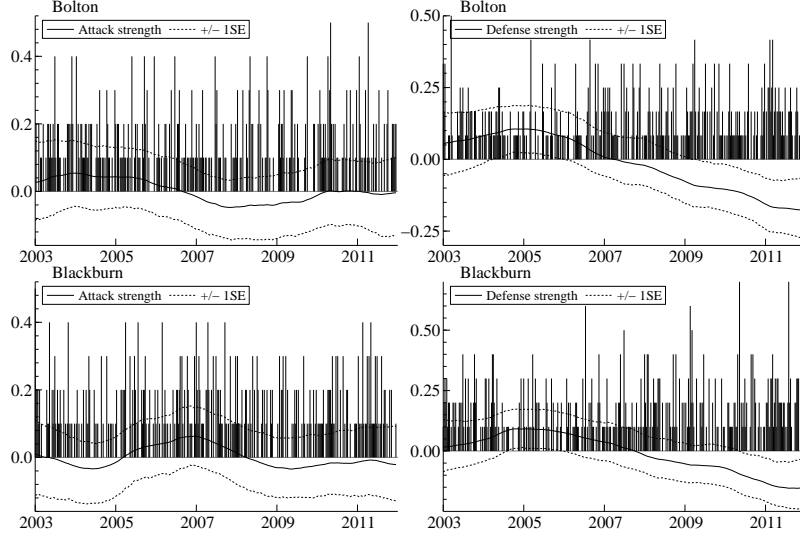 Bolton
Attack strength +/− 1SE
0.4
0.2
0.0
2003 2005 2007 2009 2011
Bolton
Defense strength +/− 1SE
0.50
0.25
0.00
−0.25
2003 2005 2007 2009 2011
Blackburn
Attack strength +/− 1SE
0.4
0.2
0.0
2003 2005 2007 2009 2011
Blackburn
Defense strength +/− 1SE
0.50
0.25
0.00
2003 2005 2007 2009 2011